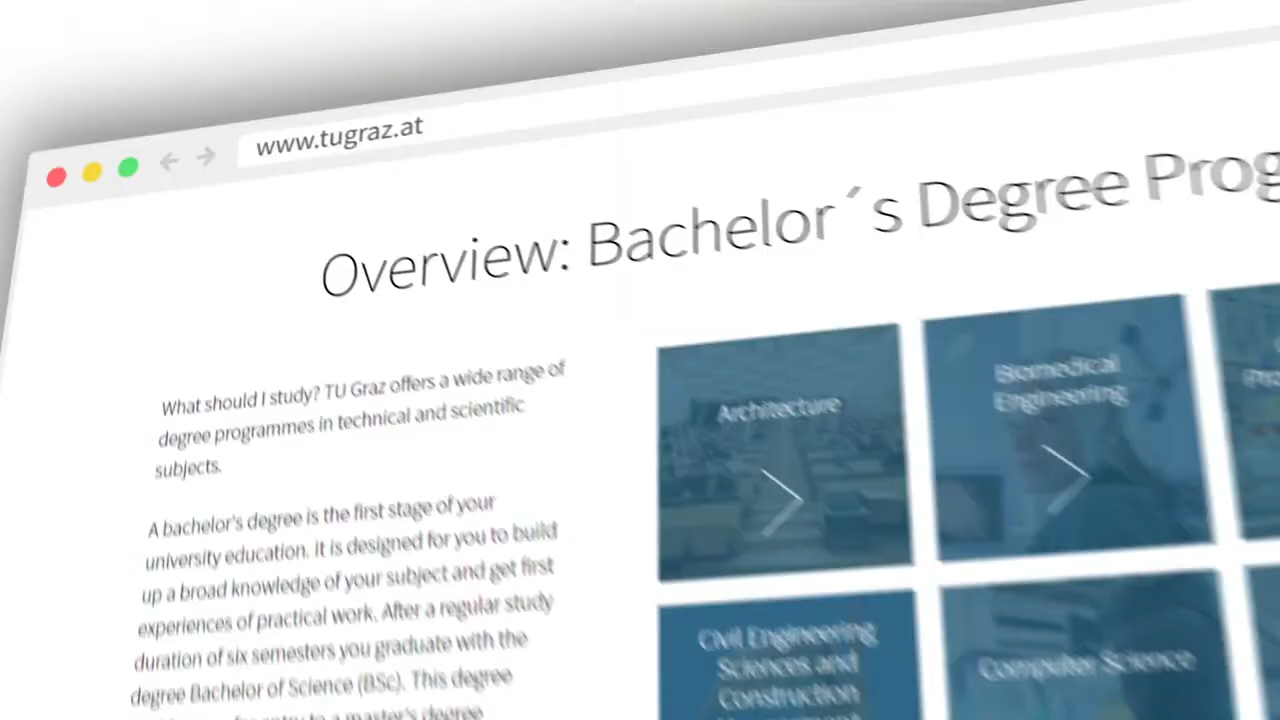 www.tugraz.at
Overview: Bachelor´s Degree Prog
What should I study? TU Graz offers a wide range of
degree programmes in technical and scientific
subjects.
A bachelor's degree is the first stage of your
university education. It is designed for you to build
up a broad knowledge of your subject and get first
experiences of practical work. After a regular study
duration of six semesters you graduate with the
degree Bachelor of Science (BSc). This degree
entry to a master's degree
Architecture
Biomedical
Engineering
Civil Engineering
Sciences and
Construction
Computer Science